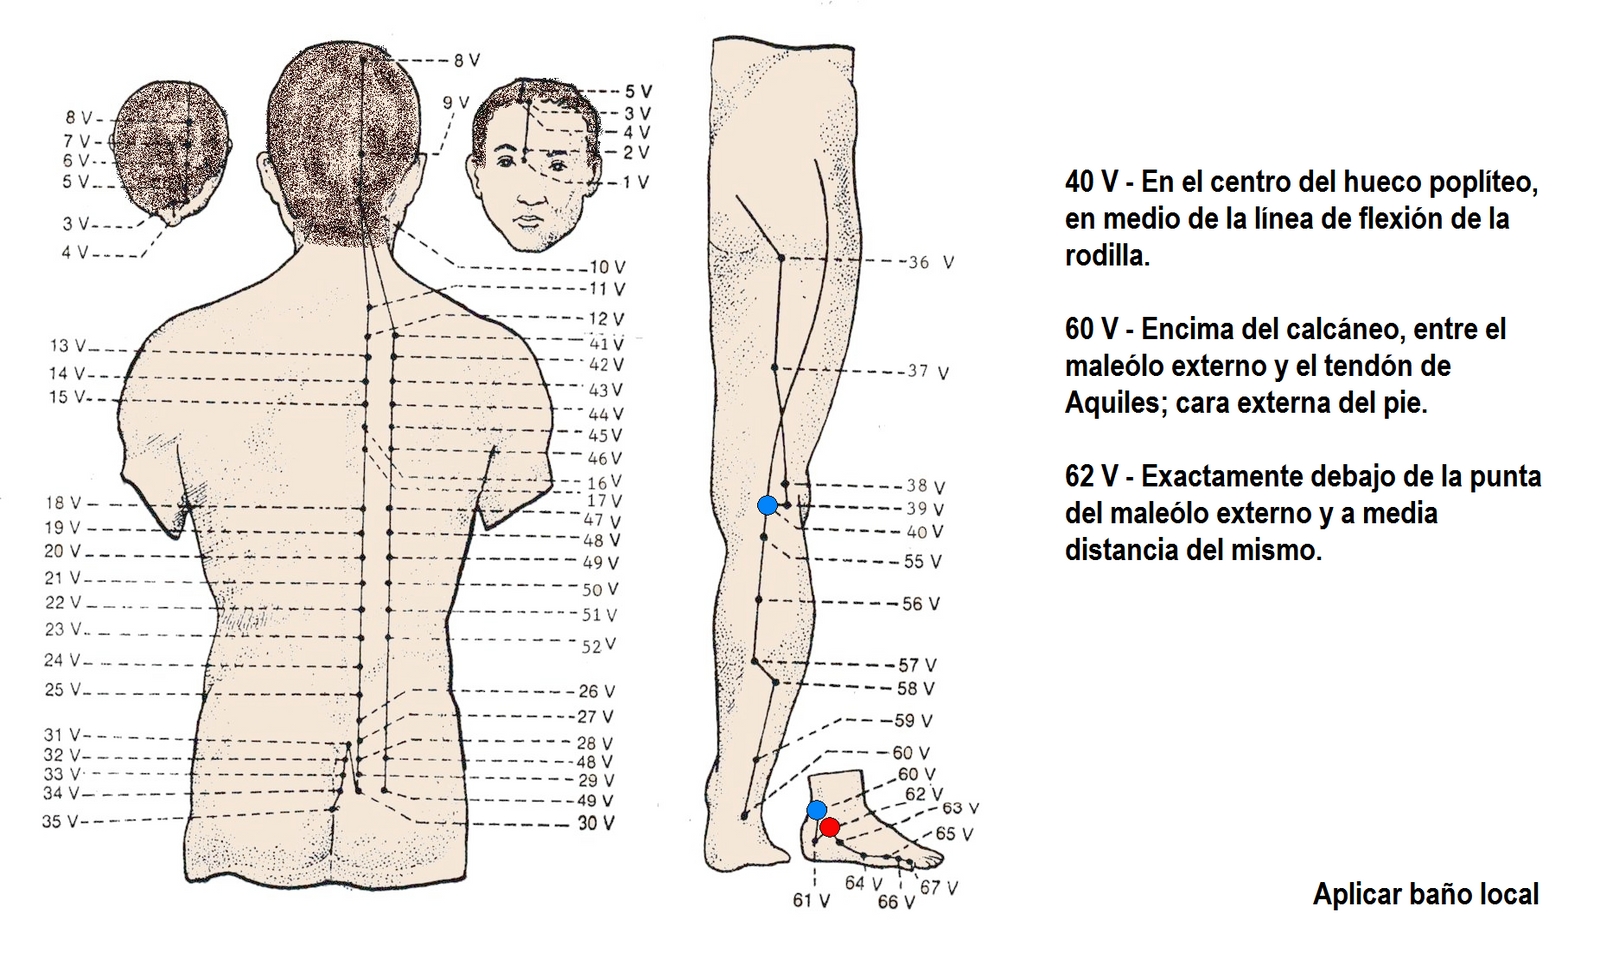 8 V
9 V
8 V
7 V
6 V
5 V
3 V
4 V
5 V
3 V
4 V
2 V
1 V
10 V
11 V
12 V
41 V
42 V
43 V
44 V
45 V
46 V
16 V
17 V
47 V
48 V
49 V
50 V
51 V
52 V
26 V
27 V
28 V
48 V
29 V
49 V
30 V
13 V
14 V
15 V
18 V
19 V
20 V
21 V
22 V
23 V
24 V
25 V
31 V
32 V
33 V
34 V
35 V
36 V
37 V
38 V
39 V
40 V
55 V
56 V
57 V
58 V
59 V
60 V
60 V
62 V
63 V
65 V
64 V
67 V
61 V
66 V
40 V - En el centro del hueco poplíteo,
en medio de la línea de flexión de la
rodilla.
60 V - Encima del calcáneo, entre el
maleólo externo y el tendón de
Aquiles; cara externa del pie.
62 V - Exactamente debajo de la punta
del maleólo externo y a media
distancia del mismo.
Aplicar baño local